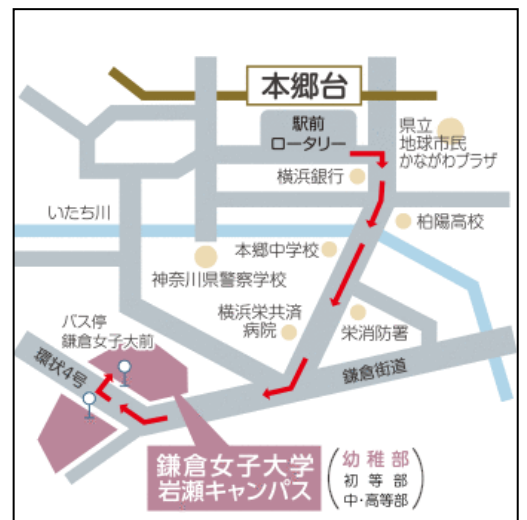 本郷台
駅前
ロータリー
県立
地球市民
かながわプラザ
横浜銀行
いたち川
柏陽高校
本郷中学校
神奈川県警察学校
横浜栄共済
病院
栄消防署
バス停
鎌倉女子大前
環状4号
鎌倉街道
鎌倉女子大学
岩瀬キャンパス
幼稚部
初等部
中・高等部